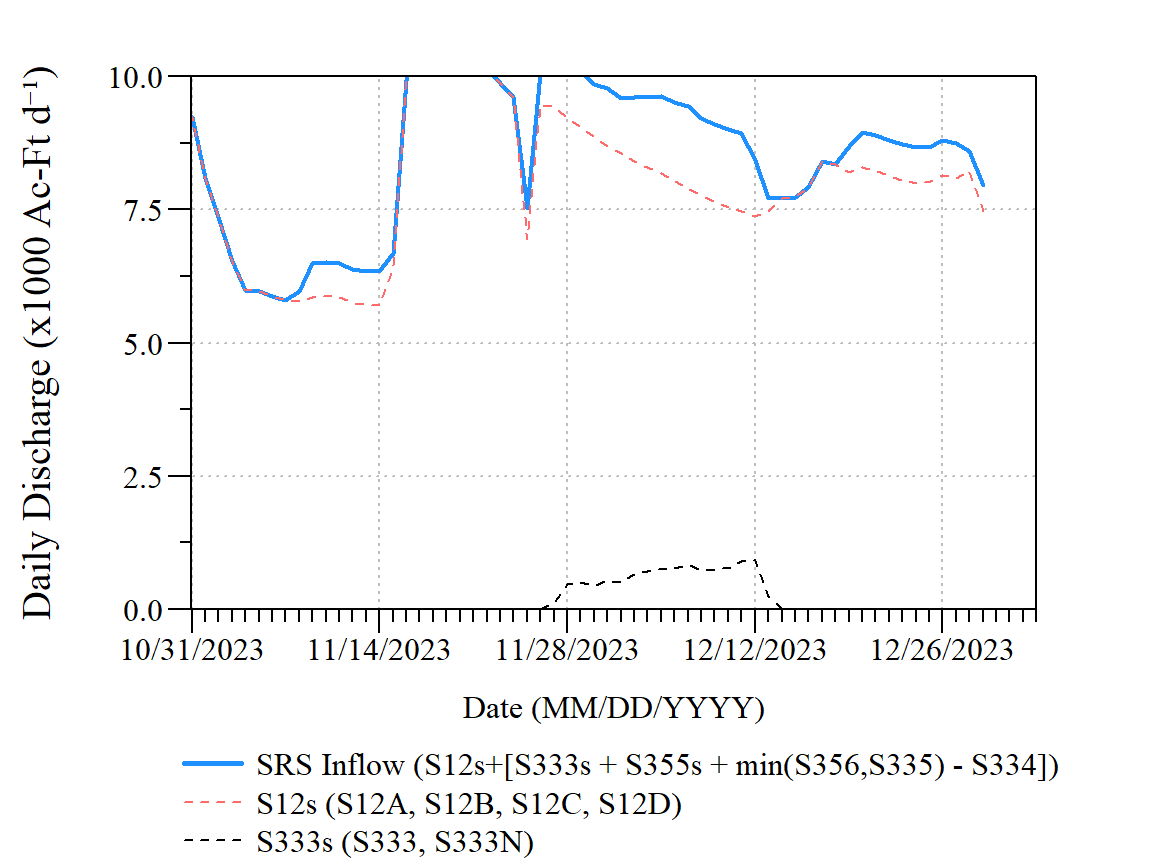 Daily Discharge (x1000 Ac-Ft d⁻¹)
10.0
7.5
5.0
2.5
0.0
10/31/2023 11/14/2023 11/28/2023 12/12/2023 12/26/2023
Date (MM/DD/YYYY)
SRS Inflow (S12s+[S333s + S355s + min(S356,S335) - S334])
S12s (S12A, S12B, S12C, S12D)
S333s (S333, S333N)